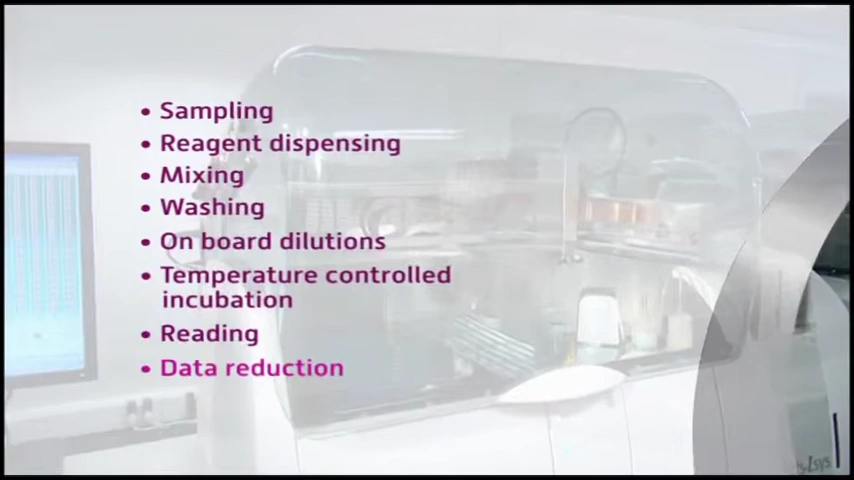 • Sampling
• Reagent dispensing
• Mixing
• Washing
• On board dilutions
• Temperature controlled
incubation
• Reading
• Data reduction